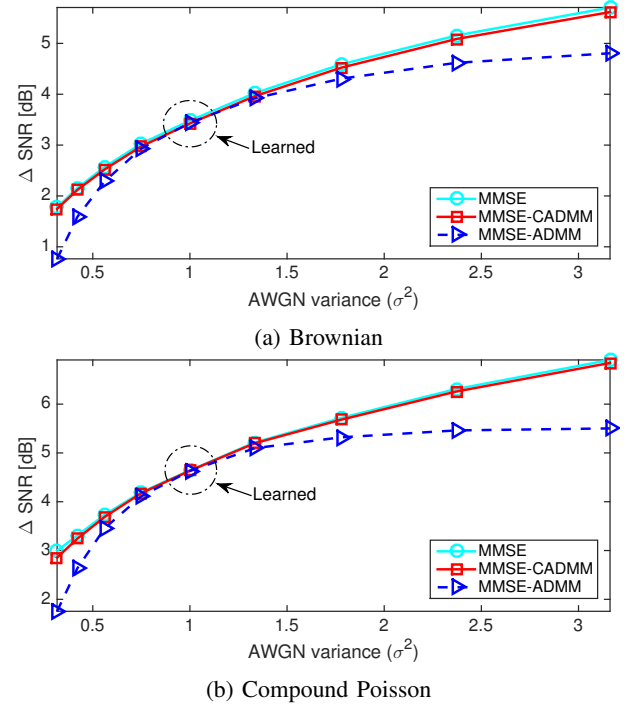 5
4
3
2
1
Δ SNR [dB]
Learned
MMSE
MMSE-CADMM
MMSE-ADMM
0.5 1 1.5 2 2.5 3
AWGN variance (σ²)
(a) Brownian
6
5
4
3
2
Δ SNR [dB]
Learned
MMSE
MMSE-CADMM
MMSE-ADMM
0.5 1 1.5 2 2.5 3
AWGN variance (σ²)
(b) Compound Poisson